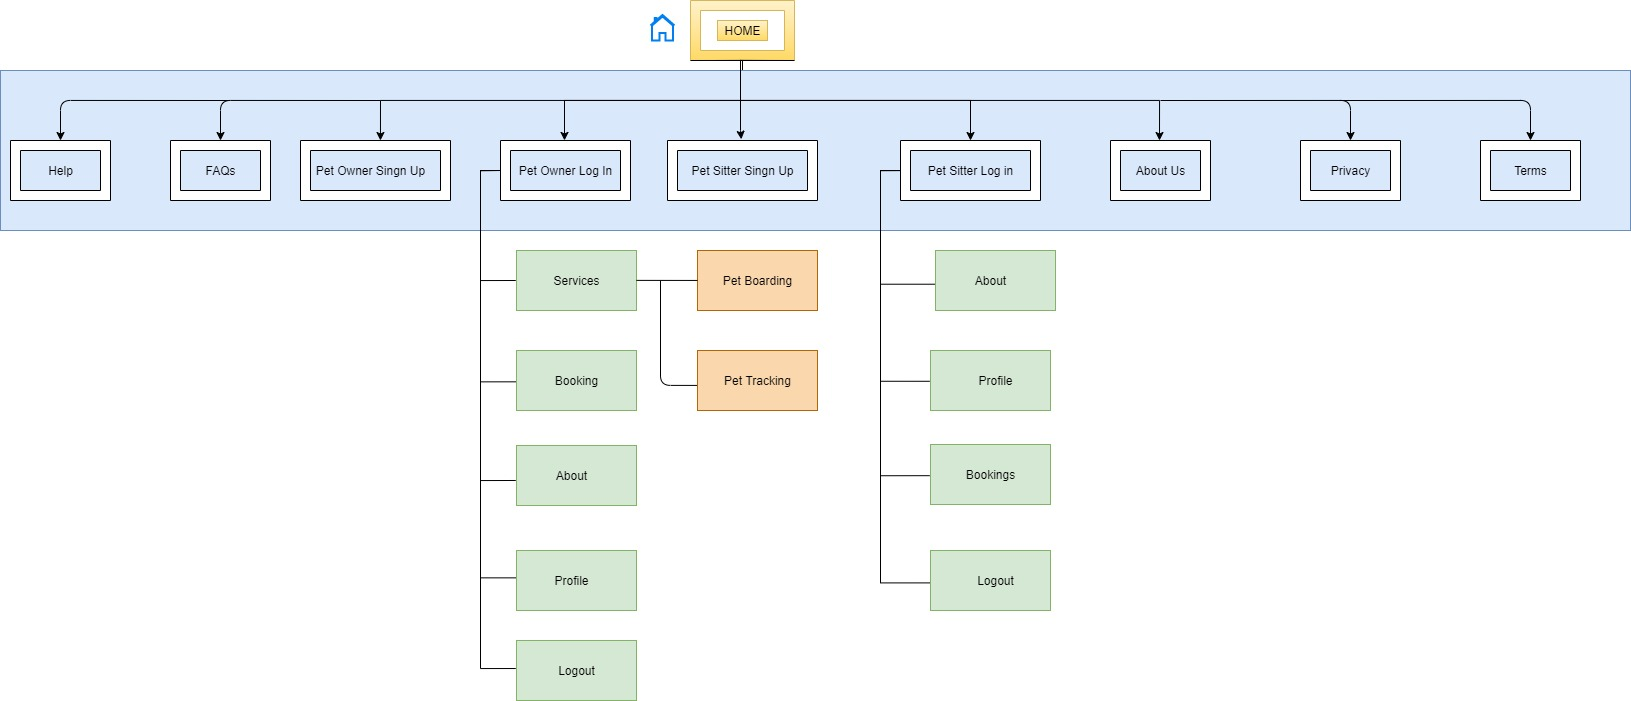 HOME
Help
FAQs
Pet Owner Singn Up
Pet Owner Log In
Pet Sitter Singn Up
Pet Sitter Log in
About Us
Privacy
Terms
Services
Pet Boarding
About
Booking
Pet Tracking
Profile
About
Bookings
Profile
Logout
Logout